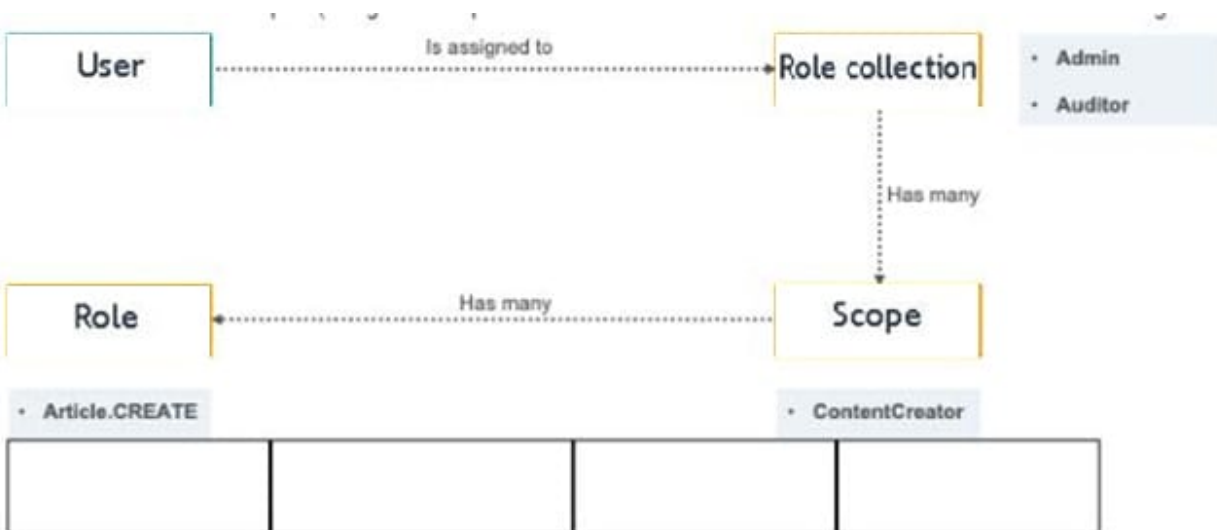 Is assigned to
User
Role collection
• Admin
• Auditor
Has many
Role
Has many
Scope
• Article.CREATE
• ContentCreator